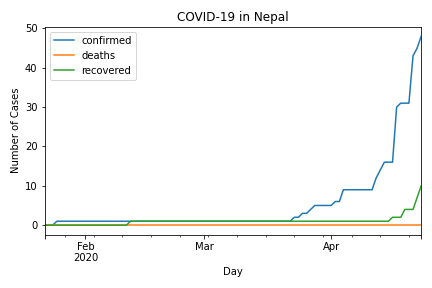 COVID-19 in Nepal
50
40
30
20
10
0
Number of Cases
confirmed
deaths
recovered
Feb
2020
Mar
Apr
Day